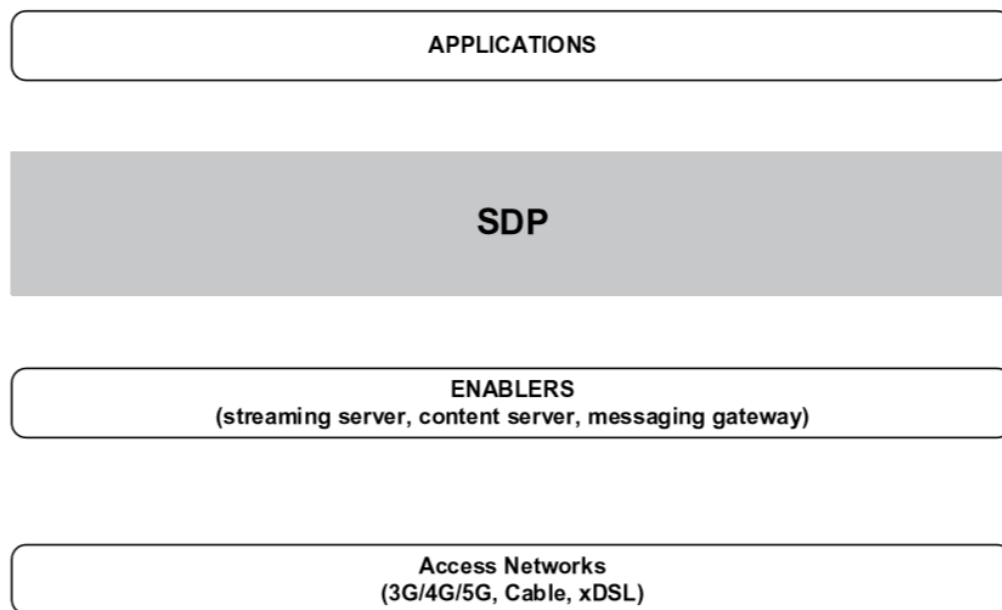 APPLICATIONS
SDP
ENABLERS
(streaming server, content server, messaging gateway)
Access Networks
(3G/4G/5G, Cable, xDSL)